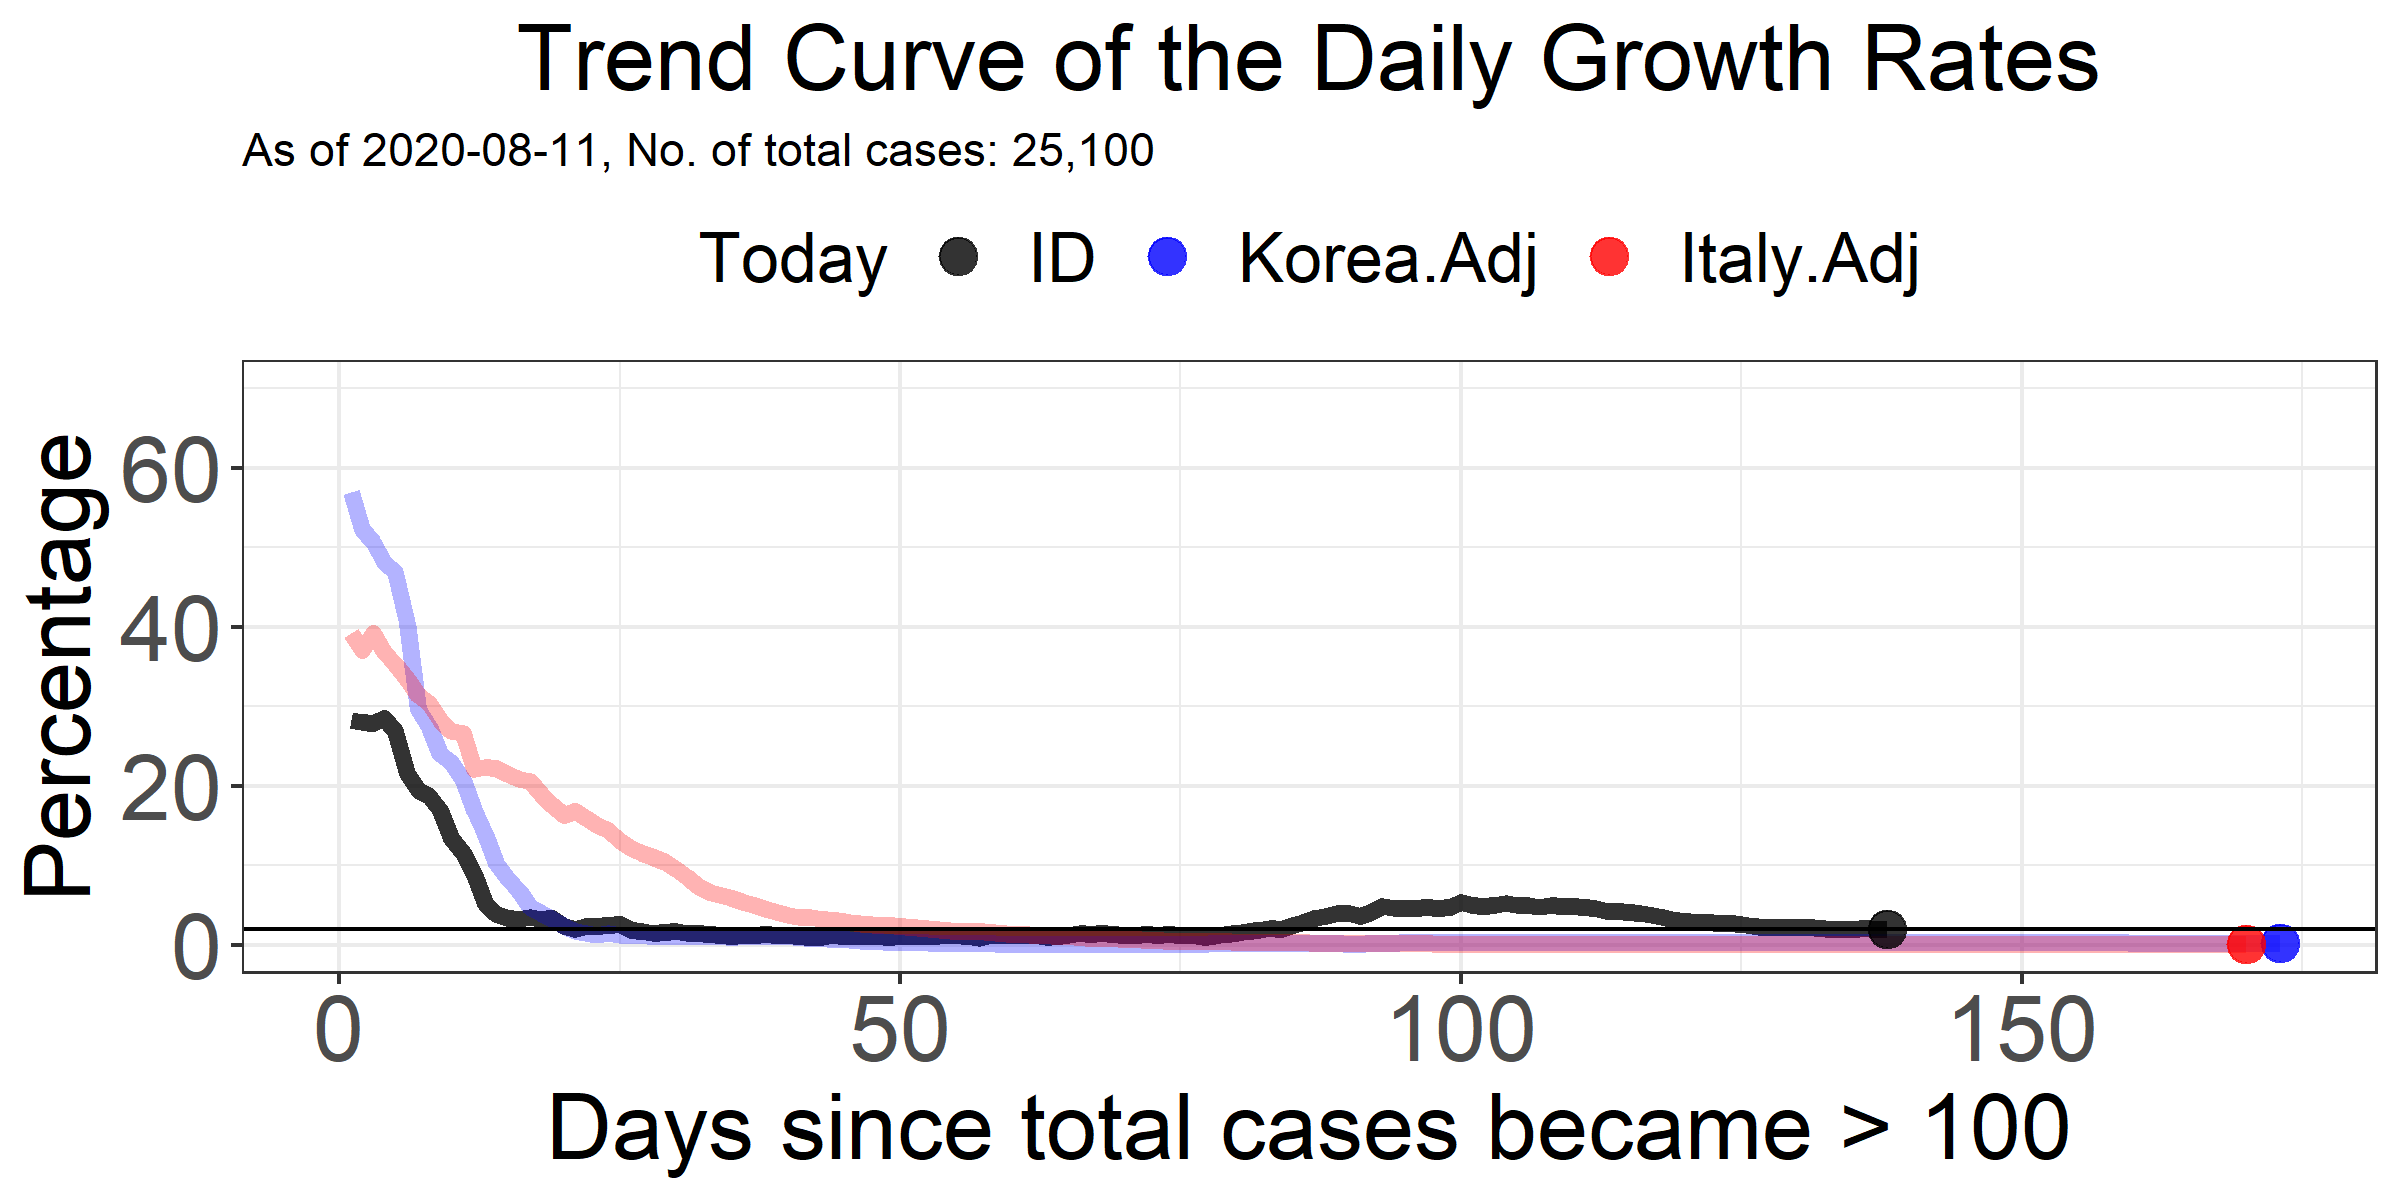 Trend Curve of the Daily Growth Rates
As of 2020-08-11, No. of total cases: 25,100
Today ID Korea.Adj Italy.Adj
Percentage
60
40
20
0
0 50 100 150
Days since total cases became > 100